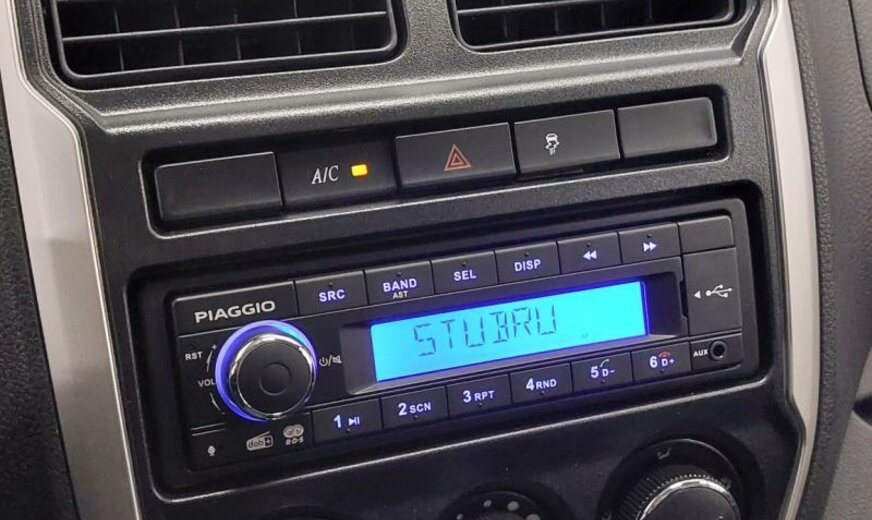 A/C
PIAGGIO
SRC
BAND
AST
SEL
DISP
STUBRU
RST
VOL
1
2 SCN
3 RPT
4 RND
5 D-
6 D+
AUX
dab+
R·D·S